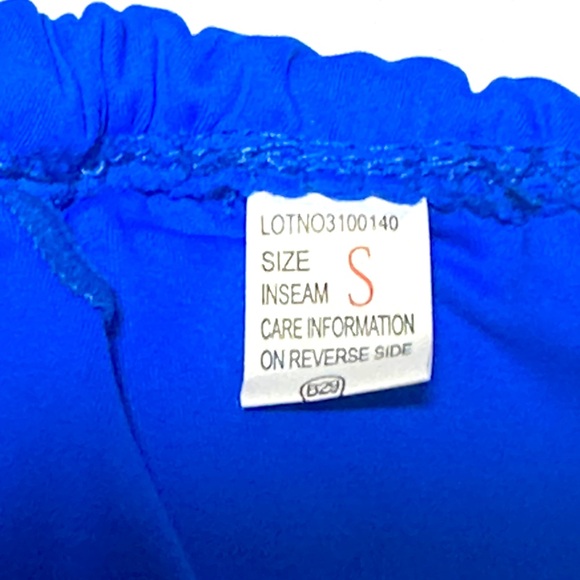 LOTNO3100140
SIZE S
INSEAM
CARE INFORMATION
ON REVERSE SIDE
B29